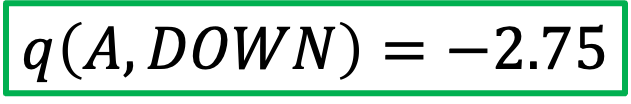 q(A, DOWN) = −2.75